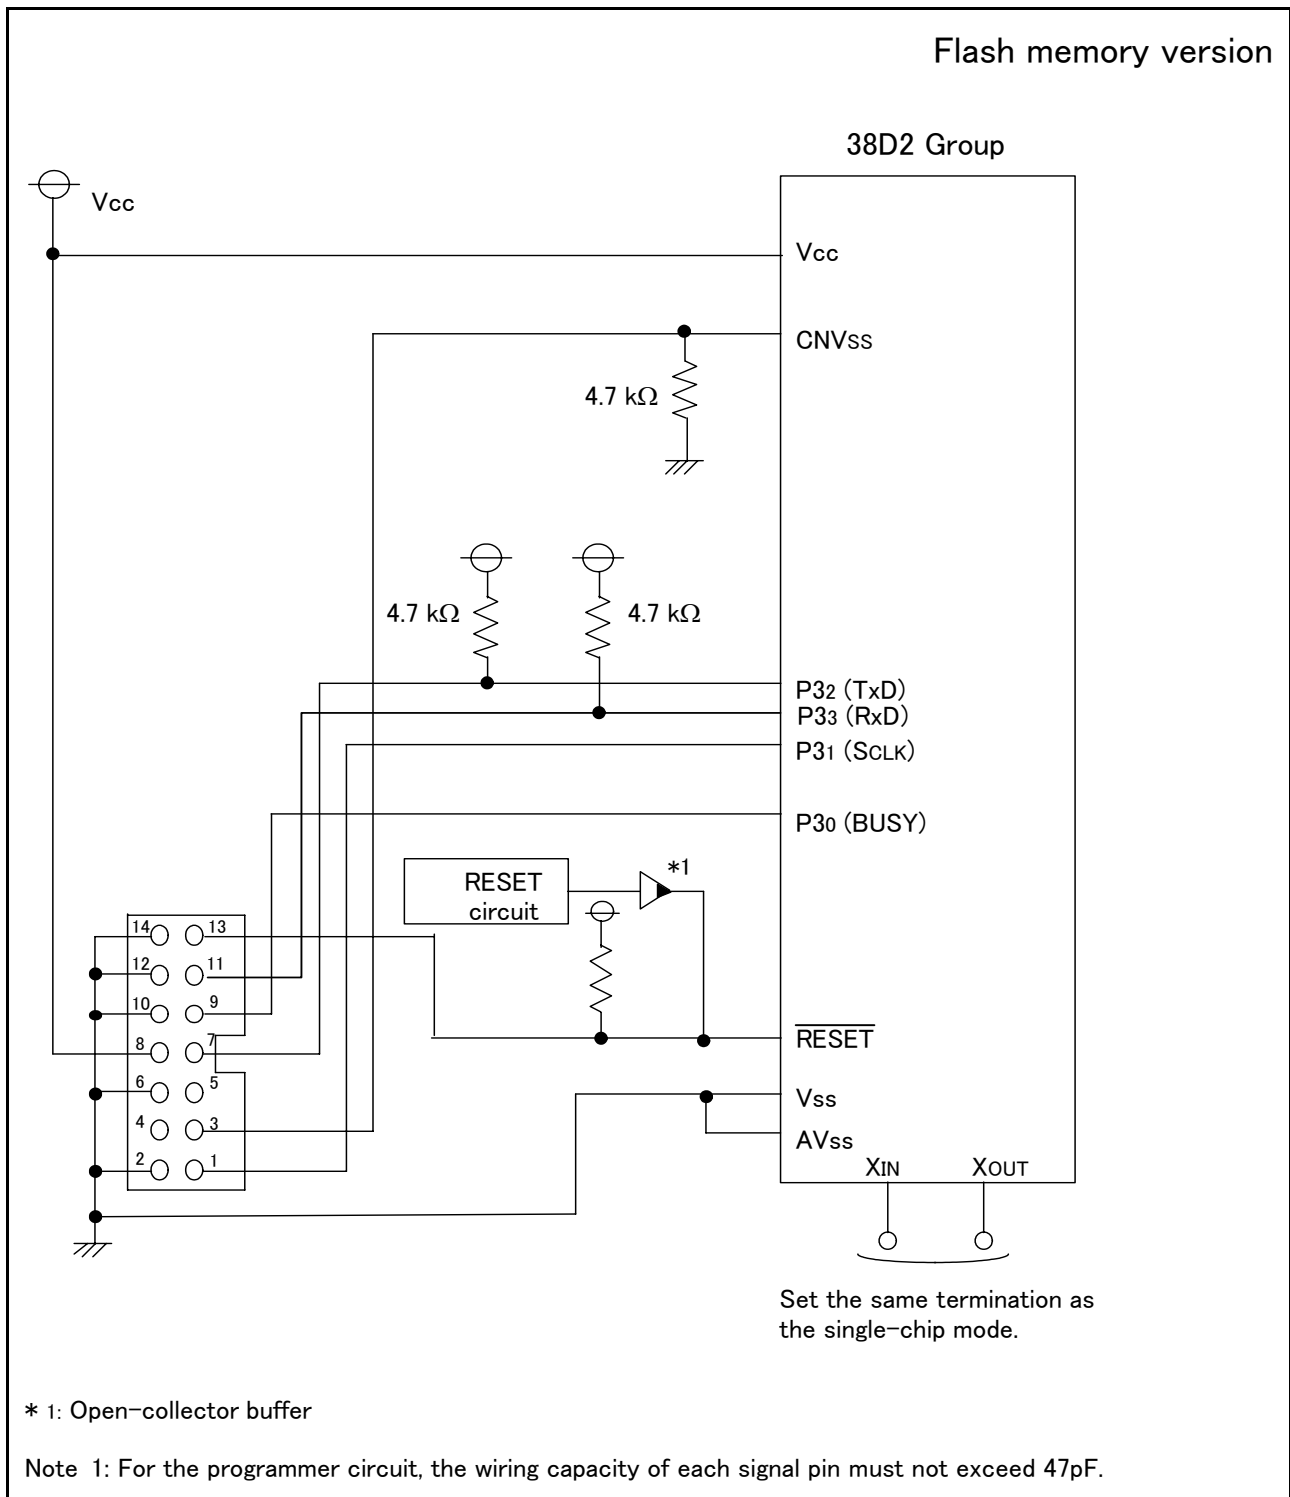 Flash memory version
38D2 Group
Vcc
Vcc
CNVss
4.7 kΩ
4.7 kΩ
4.7 kΩ
P32 (TxD)
P33 (RxD)
P31 (SCLK)
P30 (BUSY)
*1
RESET
circuit
14 13
12 11
10 9
8 7
6 5
4 3
2 1
RESET
Vss
AVss
XIN XOUT
Set the same termination as
the single-chip mode.
* 1: Open-collector buffer
Note 1: For the programmer circuit, the wiring capacity of each signal pin must not exceed 47pF.